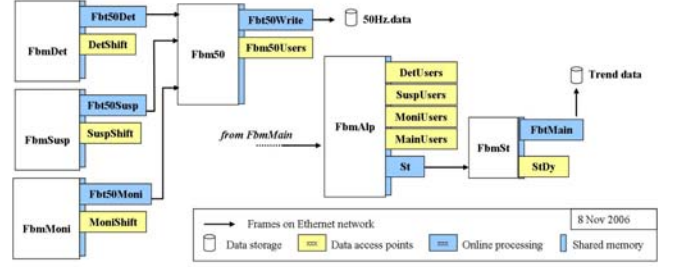 Fbt50Det
FbmDet
DetShift
Fbt50Susp
FbmSusp
SuspShift
Fbt50Moni
FbmMoni
MoniShift
Fbm50
Fbt50Write
Fbm50Users
50Hz.data
from FbmMain
FbmAlp
DetUsers
SuspUsers
MoniUsers
MainUsers
St
FbmSt
FbtMain
StDy
Trend data
8 Nov 2006
Frames on Ethernet network
Data storage
Data access points
Online processing
Shared memory